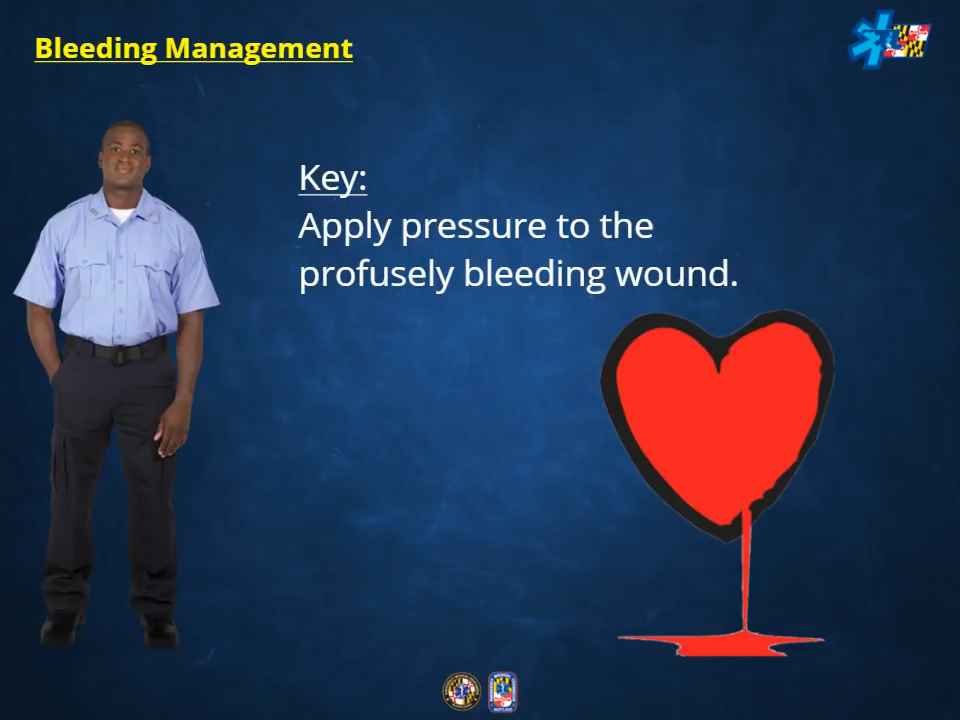 Bleeding Management
Key:
Apply pressure to the
profusely bleeding wound.